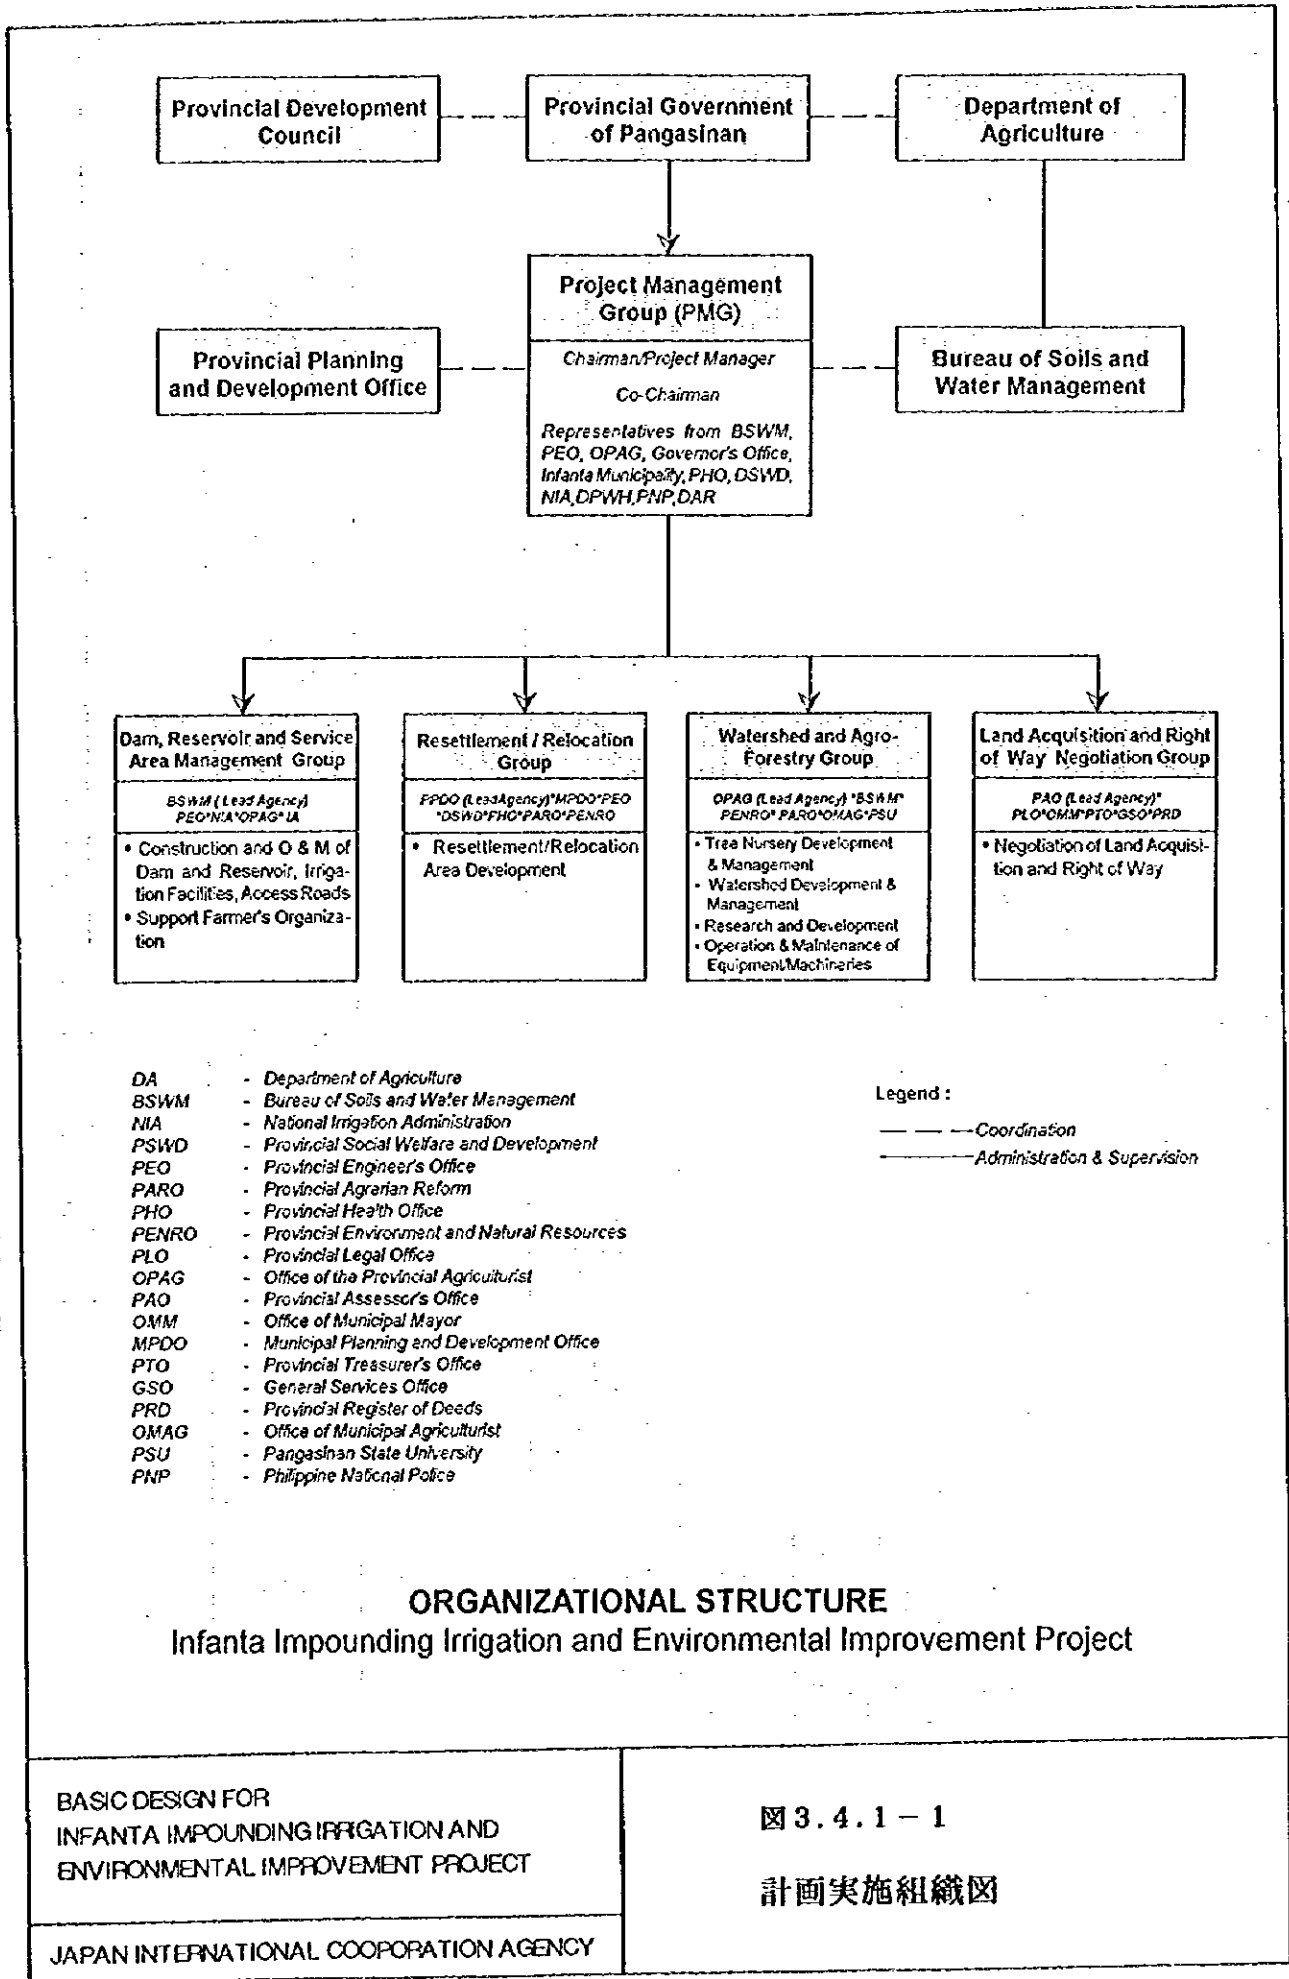 Provincial Development
Council
Provincial Government
of Pangasinan
Department of
Agriculture
Project Management
Group (PMG)
Chairman/Project Manager
Co-Chairman
Representatives from BSWM,
PEO, OPAG, Governor's Office,
Infanta Municipality, PHO, DSWD,
NIA,DPWH,PNP,DAR
Provincial Planning
and Development Office
Bureau of Soils and
Water Management
Dam, Reservoir and Service
Area Management Group
BSWM (Lead Agency)
PEO*NIA*OPAG*IA
• Construction and O & M of
Dam and Reservoir, Irriga-
tion Facilities, Access Roads
• Support Farmer's Organiza-
tion
Resettlement / Relocation
Group
PPDO (LeadAgency)*MPDO*PEO
*DSWD*PHO*PARO*PENRO
• Resettlement/Relocation
Area Development
Watershed and Agro-
Forestry Group
OPAG (Lead Agency) *BSWM*
PENRO* PARO*OMAG*PSU
• Tree Nursery Development
& Management
• Watershed Development &
Management
• Research and Development
• Operation & Maintenance of
Equipment/Machineries
Land Acquisition and Right
of Way Negotiation Group
PAO (Lead Agency)*
PLO*OMM*PTO*GSO*PRD
• Negotiation of Land Acquisi-
tion and Right of Way
DA - Department of Agriculture
BSWM - Bureau of Soils and Water Management
NIA - National Irrigation Administration
PSWD - Provincial Social Welfare and Development
PEO - Provincial Engineer's Office
PARO - Provincial Agrarian Reform
PHO - Provincial Health Office
PENRO - Provincial Environment and Natural Resources
PLO - Provincial Legal Office
OPAG - Office of the Provincial Agriculturist
PAO - Provincial Assessor's Office
OMM - Office of Municipal Mayor
MPDO - Municipal Planning and Development Office
PTO - Provincial Treasurer's Office
GSO - General Services Office
PRD - Provincial Register of Deeds
OMAG - Office of Municipal Agriculturist
PSU - Pangasinan State University
PNP - Philippine National Police
Legend :
Coordination
Administration & Supervision
ORGANIZATIONAL STRUCTURE
Infanta Impounding Irrigation and Environmental Improvement Project
BASIC DESIGN FOR
INFANTA IMPOUNDING IRRIGATION AND
ENVIRONMENTAL IMPROVEMENT PROJECT
JAPAN INTERNATIONAL COOPORATION AGENCY
図3.4.1-1
計画実施組織図